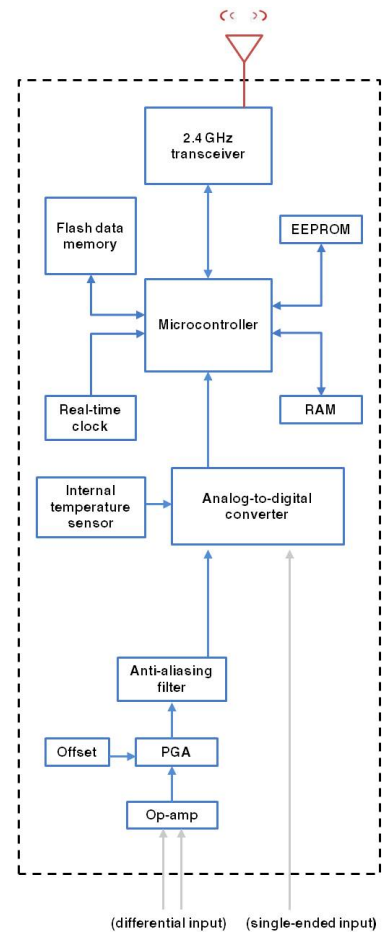 2.4 GHz
transceiver
Flash data
memory
EEPROM
Microcontroller
Real-time
clock
RAM
Internal
temperature
sensor
Analog-to-digital
converter
Anti-aliasing
filter
Offset
PGA
Op-amp
(differential input)
(single-ended input)